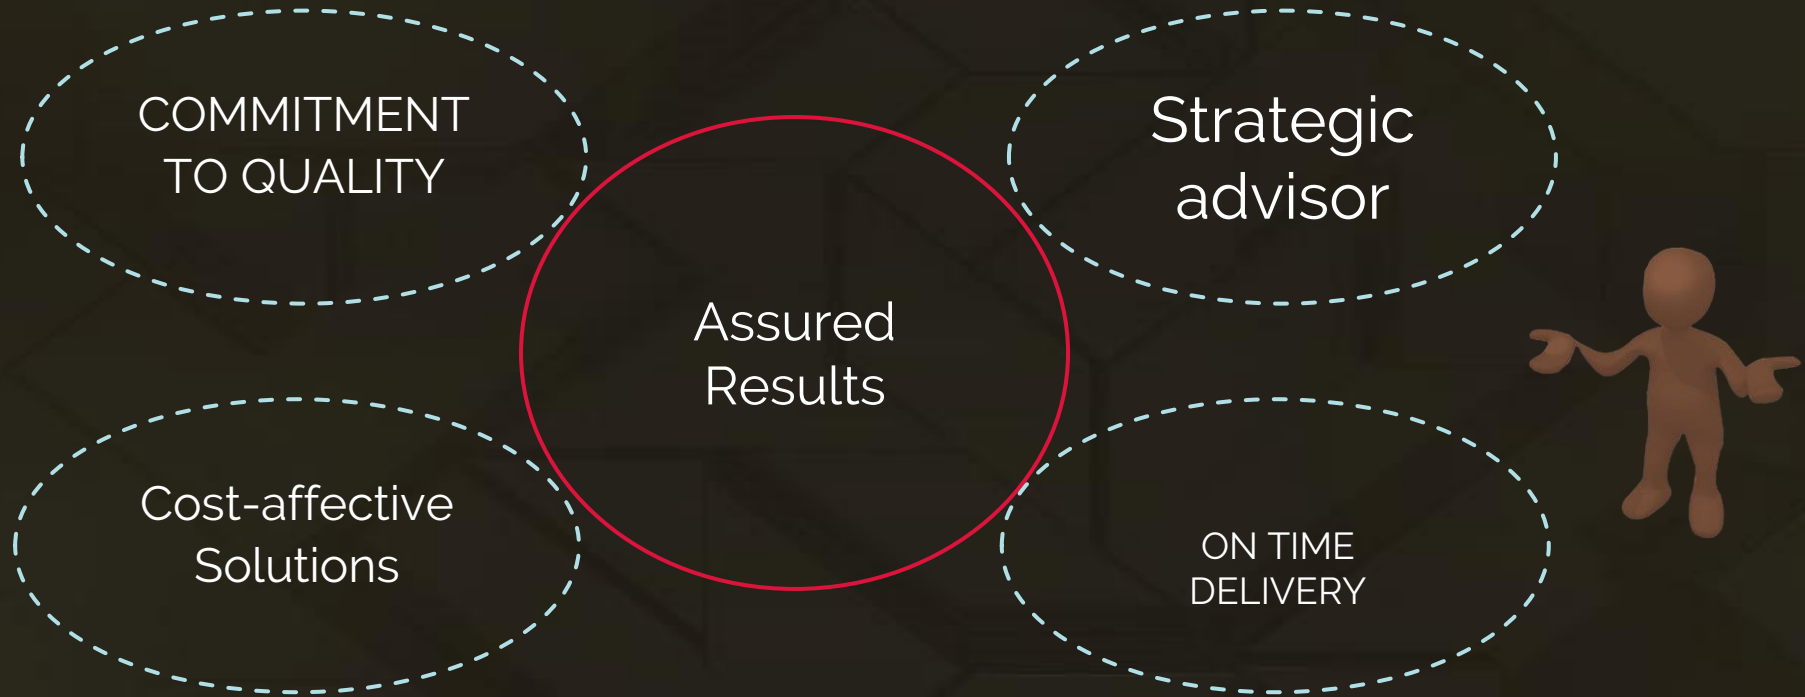 COMMITMENT
TO QUALITY
Strategic
advisor
Assured
Results
Cost-affective
Solutions
ON TIME
DELIVERY